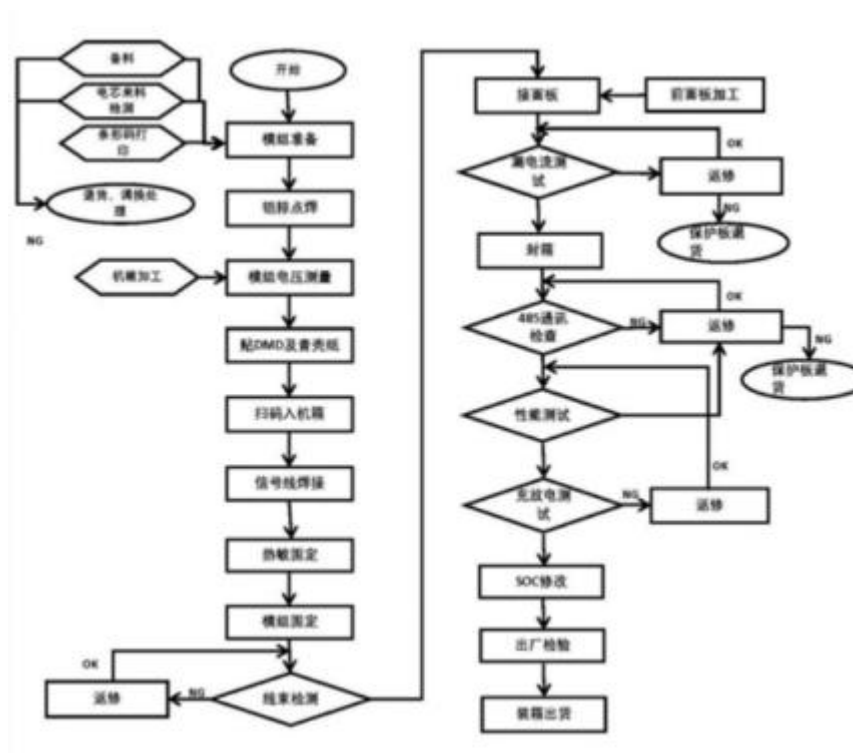 备料
开始
电芯来料
检测
条形码打
印
模组准备
退货、调换处
理
铝排点焊
NG
机箱加工
模组电压测量
贴DMD及青壳纸
扫码入机箱
信号线焊接
热敏固定
模组固定
OK
返修
NG
线束检测
接面板
前面板加工
OK
漏电流测
试
返修
NG
保护板退
货
封箱
OK
485通讯
检查
NG
返修
NG
保护板退
货
性能测试
OK
充放电测
试
NG
返修
SOC修改
出厂检验
装箱出货